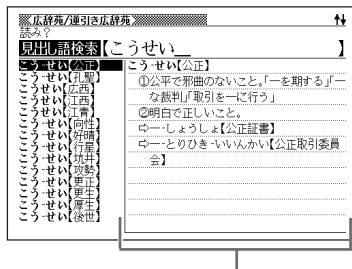 広辞苑/逆引き広辞苑
読み?
見出し語検索【こうせい_ 】
こう‐せい【公正】
こう‐せい【孔聖】
こう‐せい【広西】
こう‐せい【江西】
こう‐せい【江青】
こう‐せい【向性】
こう‐せい【好晴】
こう‐せい【行星】
こう‐せい【坑井】
こう‐せい【攻勢】
こう‐せい【更正】
こう‐せい【更生】
こう‐せい【厚生】
こう‐せい【後世】
こう‐せい【公正】
①公平で邪曲のないこと。「―を期する」「―
な裁判」「取引を―に行う」
②明白で正しいこと。
⇨―‐しょうしょ【公正証書】
⇨―‐とりひき‐いいんかい【公正取引委員
会】